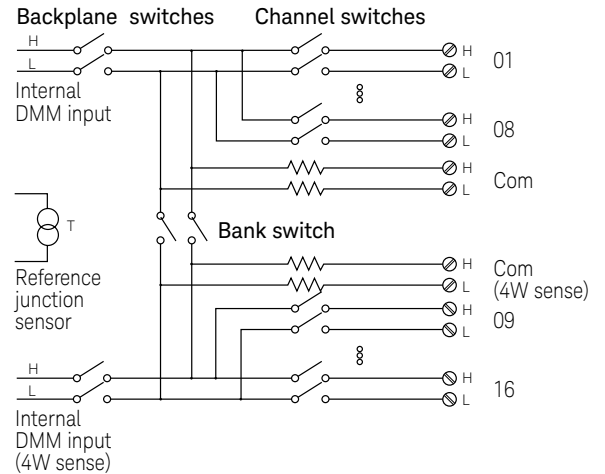 Backplane switches
Channel switches
H
L
Internal
DMM input
H
L
01
H
L
08
H
L
Com
T
Reference
junction
sensor
Bank switch
H
L
Com
(4W sense)
H
L
09
H
L
Internal
DMM input
(4W sense)
H
L
16